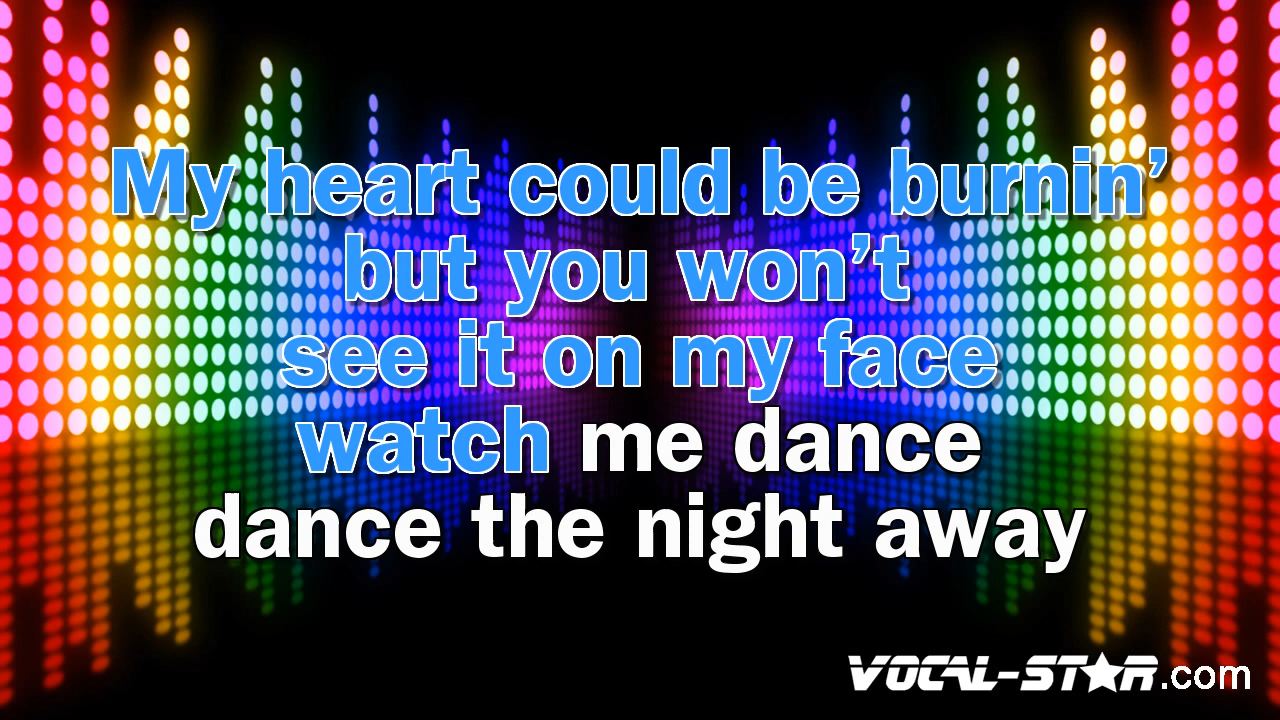 My heart could be burnin’
but you won’t
see it on my face
watch me dance
dance the night away
VOCAL-STAR.com